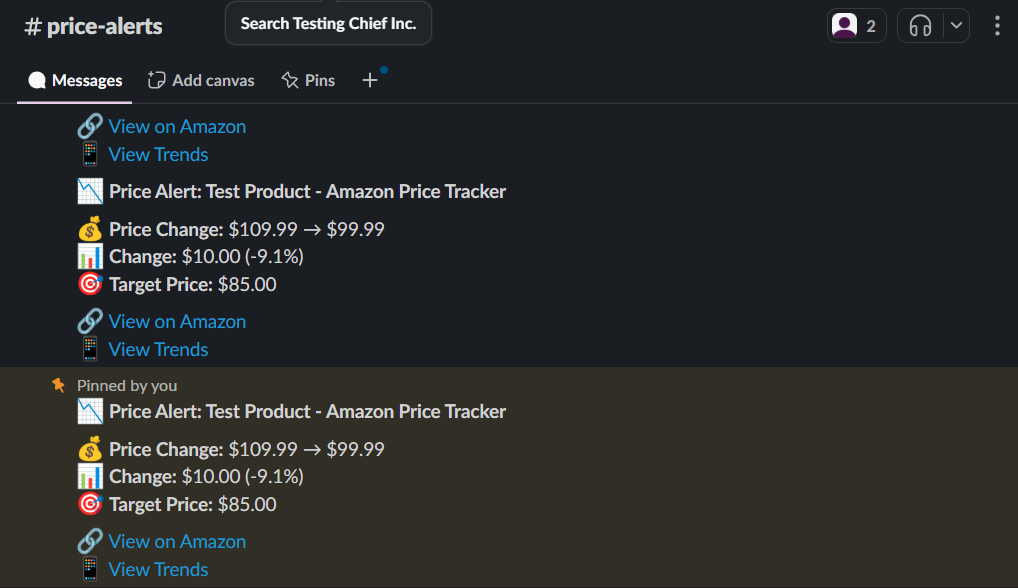 # price-alerts
Search Testing Chief Inc.
2
Messages
Add canvas
Pins
View on Amazon
View Trends
Price Alert: Test Product - Amazon Price Tracker
Price Change: $109.99 → $99.99
Change: $10.00 (-9.1%)
Target Price: $85.00
View on Amazon
View Trends
Pinned by you
Price Alert: Test Product - Amazon Price Tracker
Price Change: $109.99 → $99.99
Change: $10.00 (-9.1%)
Target Price: $85.00
View on Amazon
View Trends